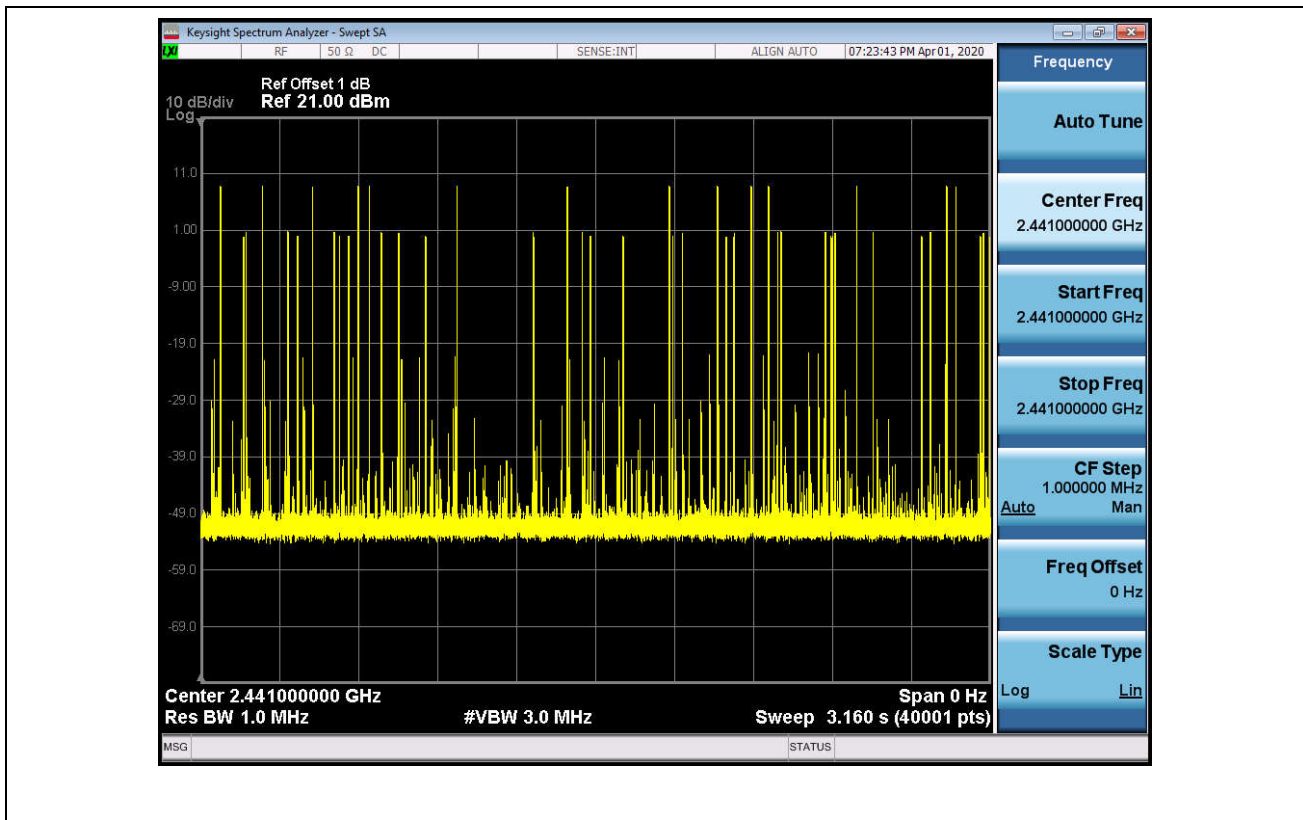 Keysight Spectrum Analyzer - Swept SA
LXI RF 50 Ω DC SENSE:INT ALIGN AUTO 07:23:43 PM Apr 01, 2020
Ref Offset 1 dB
10 dB/div Ref 21.00 dBm
Log
11.0
1.00
-9.00
-19.0
-29.0
-39.0
-49.0
-59.0
-69.0
Center 2.441000000 GHz Span 0 Hz
Res BW 1.0 MHz #VBW 3.0 MHz Sweep 3.160 s (40001 pts)
MSG STATUS
Frequency
Auto Tune
Center Freq
2.441000000 GHz
Start Freq
2.441000000 GHz
Stop Freq
2.441000000 GHz
CF Step
1.000000 MHz
Auto Man
Freq Offset
0 Hz
Scale Type
Log Lin